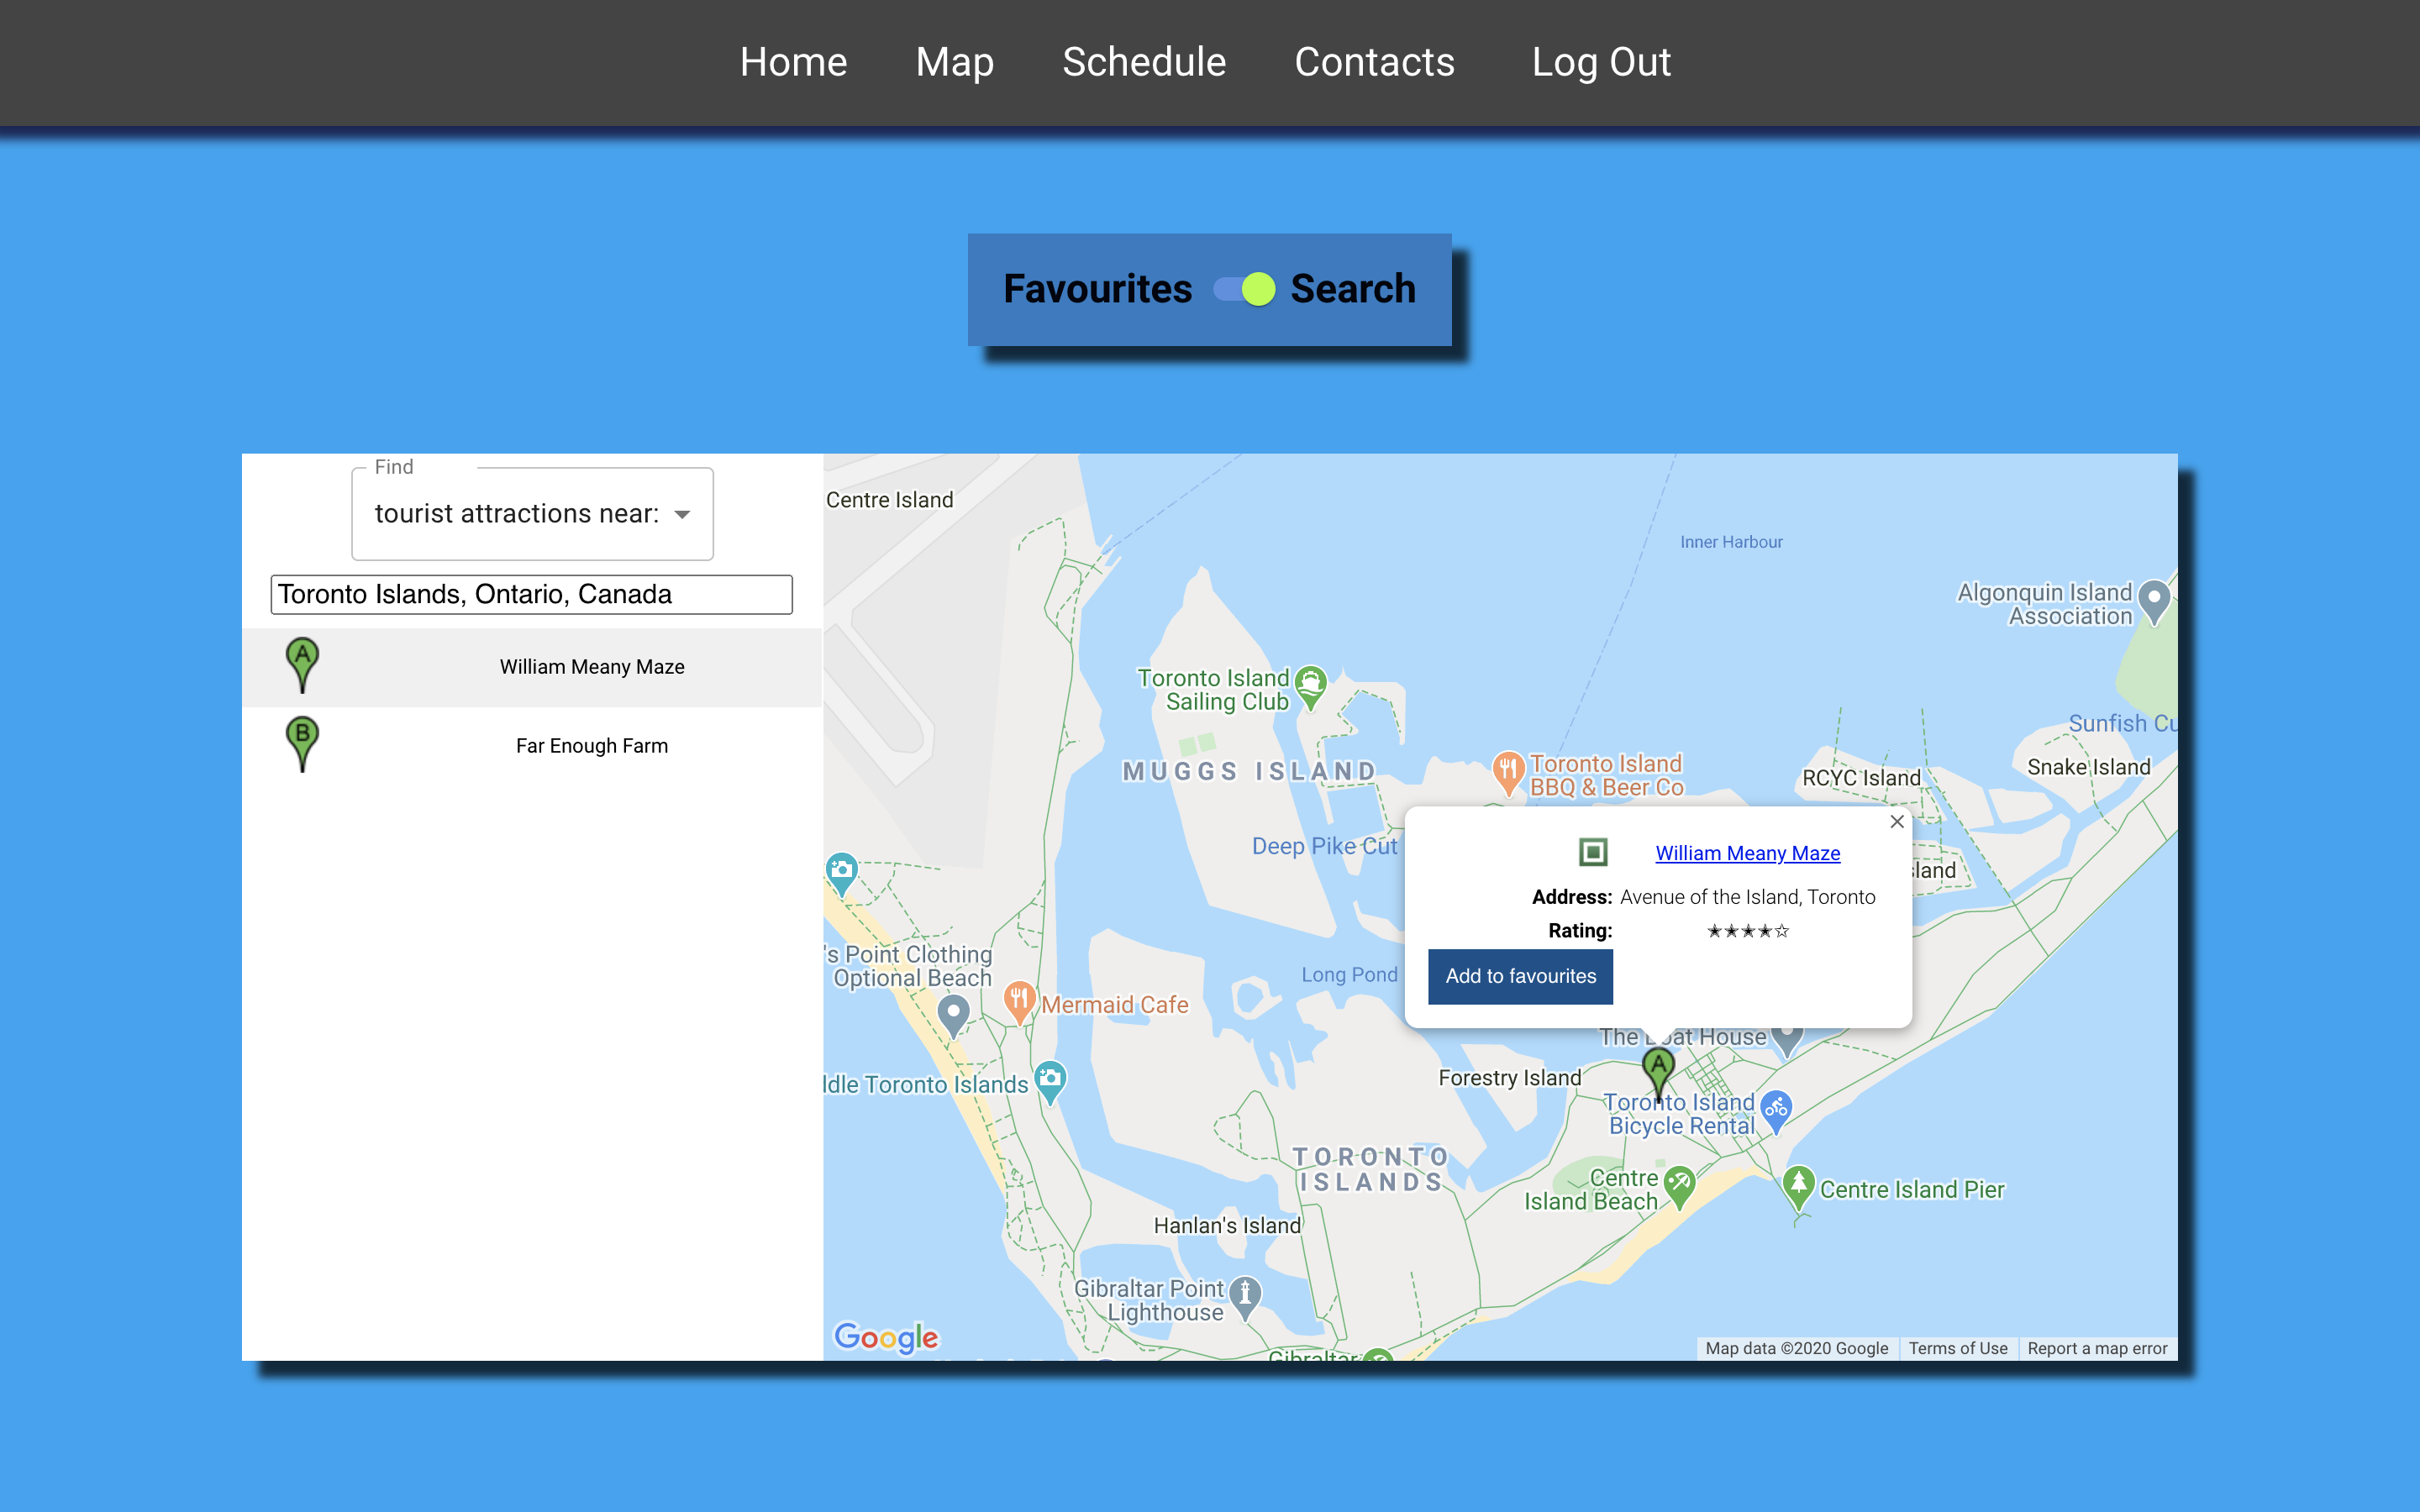 Home Map Schedule Contacts Log Out
Favourites Search
Find
tourist attractions near:
Toronto Islands, Ontario, Canada
A William Meany Maze
B Far Enough Farm
Centre Island
Inner Harbour
Algonquin Island
Association
Toronto Island
Sailing Club
Sunfish Cu
MUGGS ISLAND
Toronto Island
BBQ & Beer Co
RCYC Island
Snake Island
Deep Pike Cut
William Meany Maze
sland
Address: Avenue of the Island, Toronto
Rating: ★★★★☆
Add to favourites
's Point Clothing
Optional Beach
Long Pond
Mermaid Cafe
The Boat House
A
ddle Toronto Islands
Forestry Island
Toronto Island
Bicycle Rental
TORONTO
ISLANDS
Centre
Island Beach
Centre Island Pier
Hanlan's Island
Gibraltar Point
Lighthouse
Google
Gibraltar
Map data ©2020 Google Terms of Use Report a map error